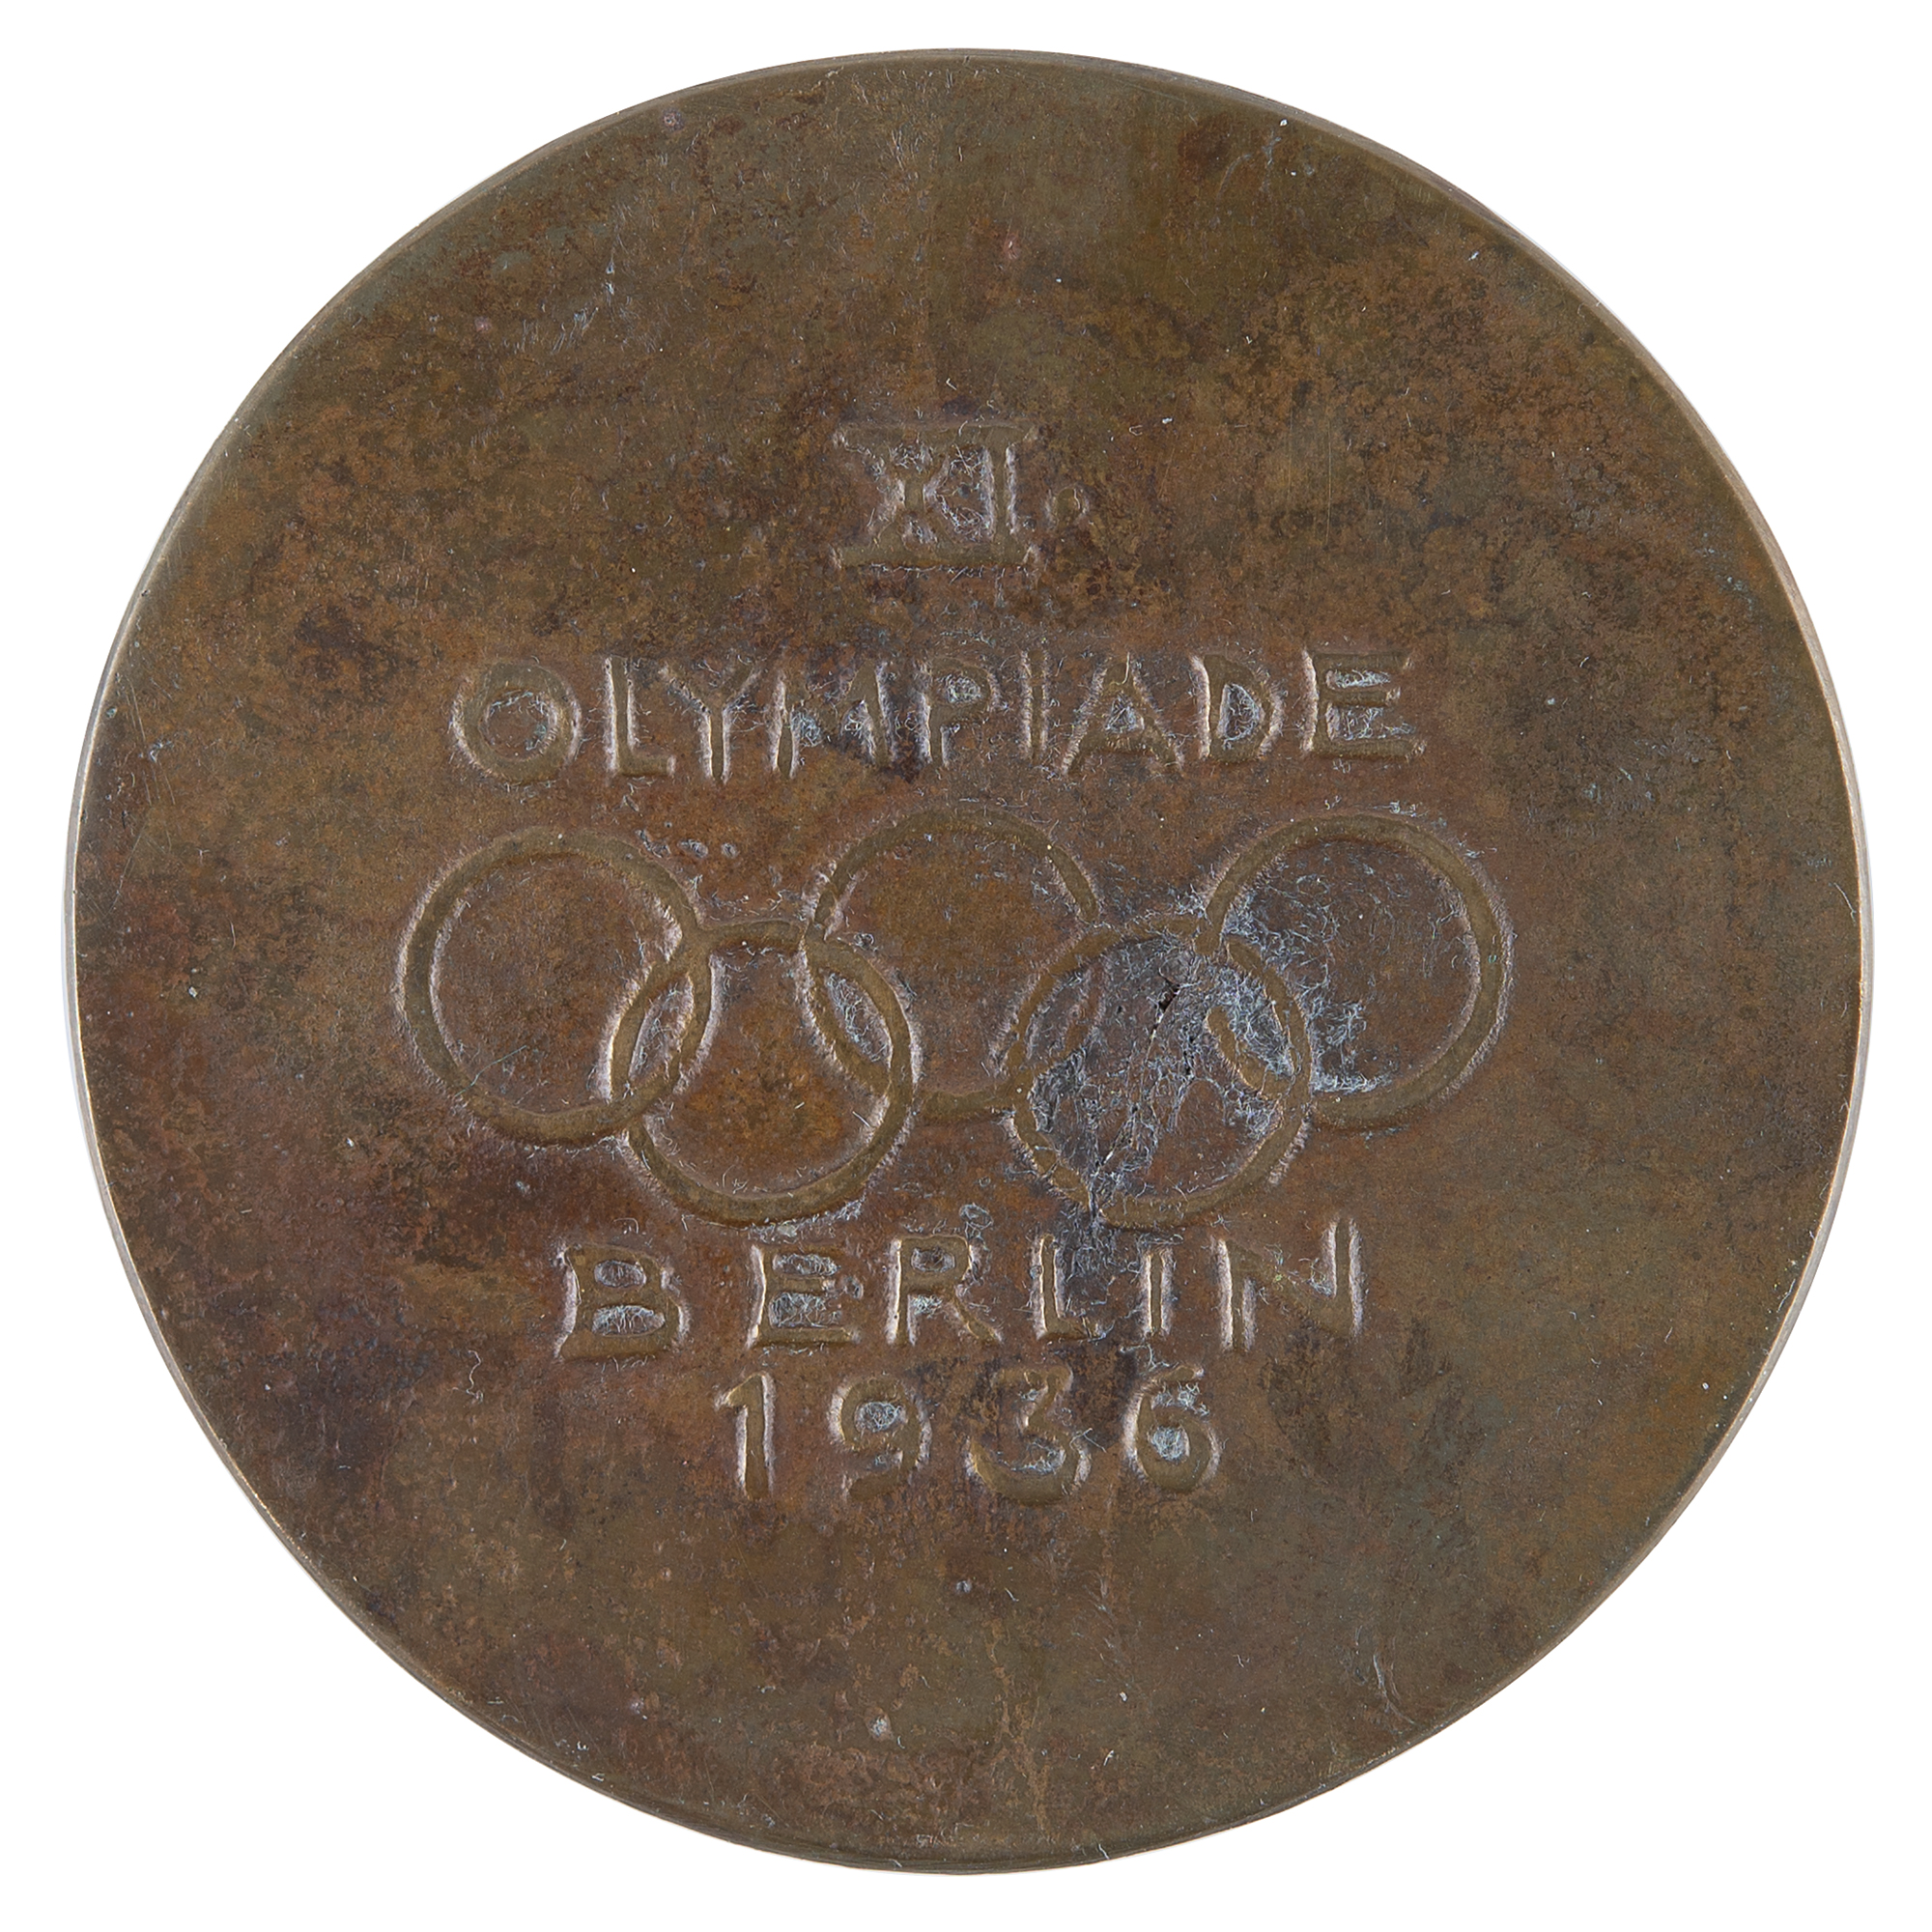 XI.
OLYMPIADE
BERLIN
1936